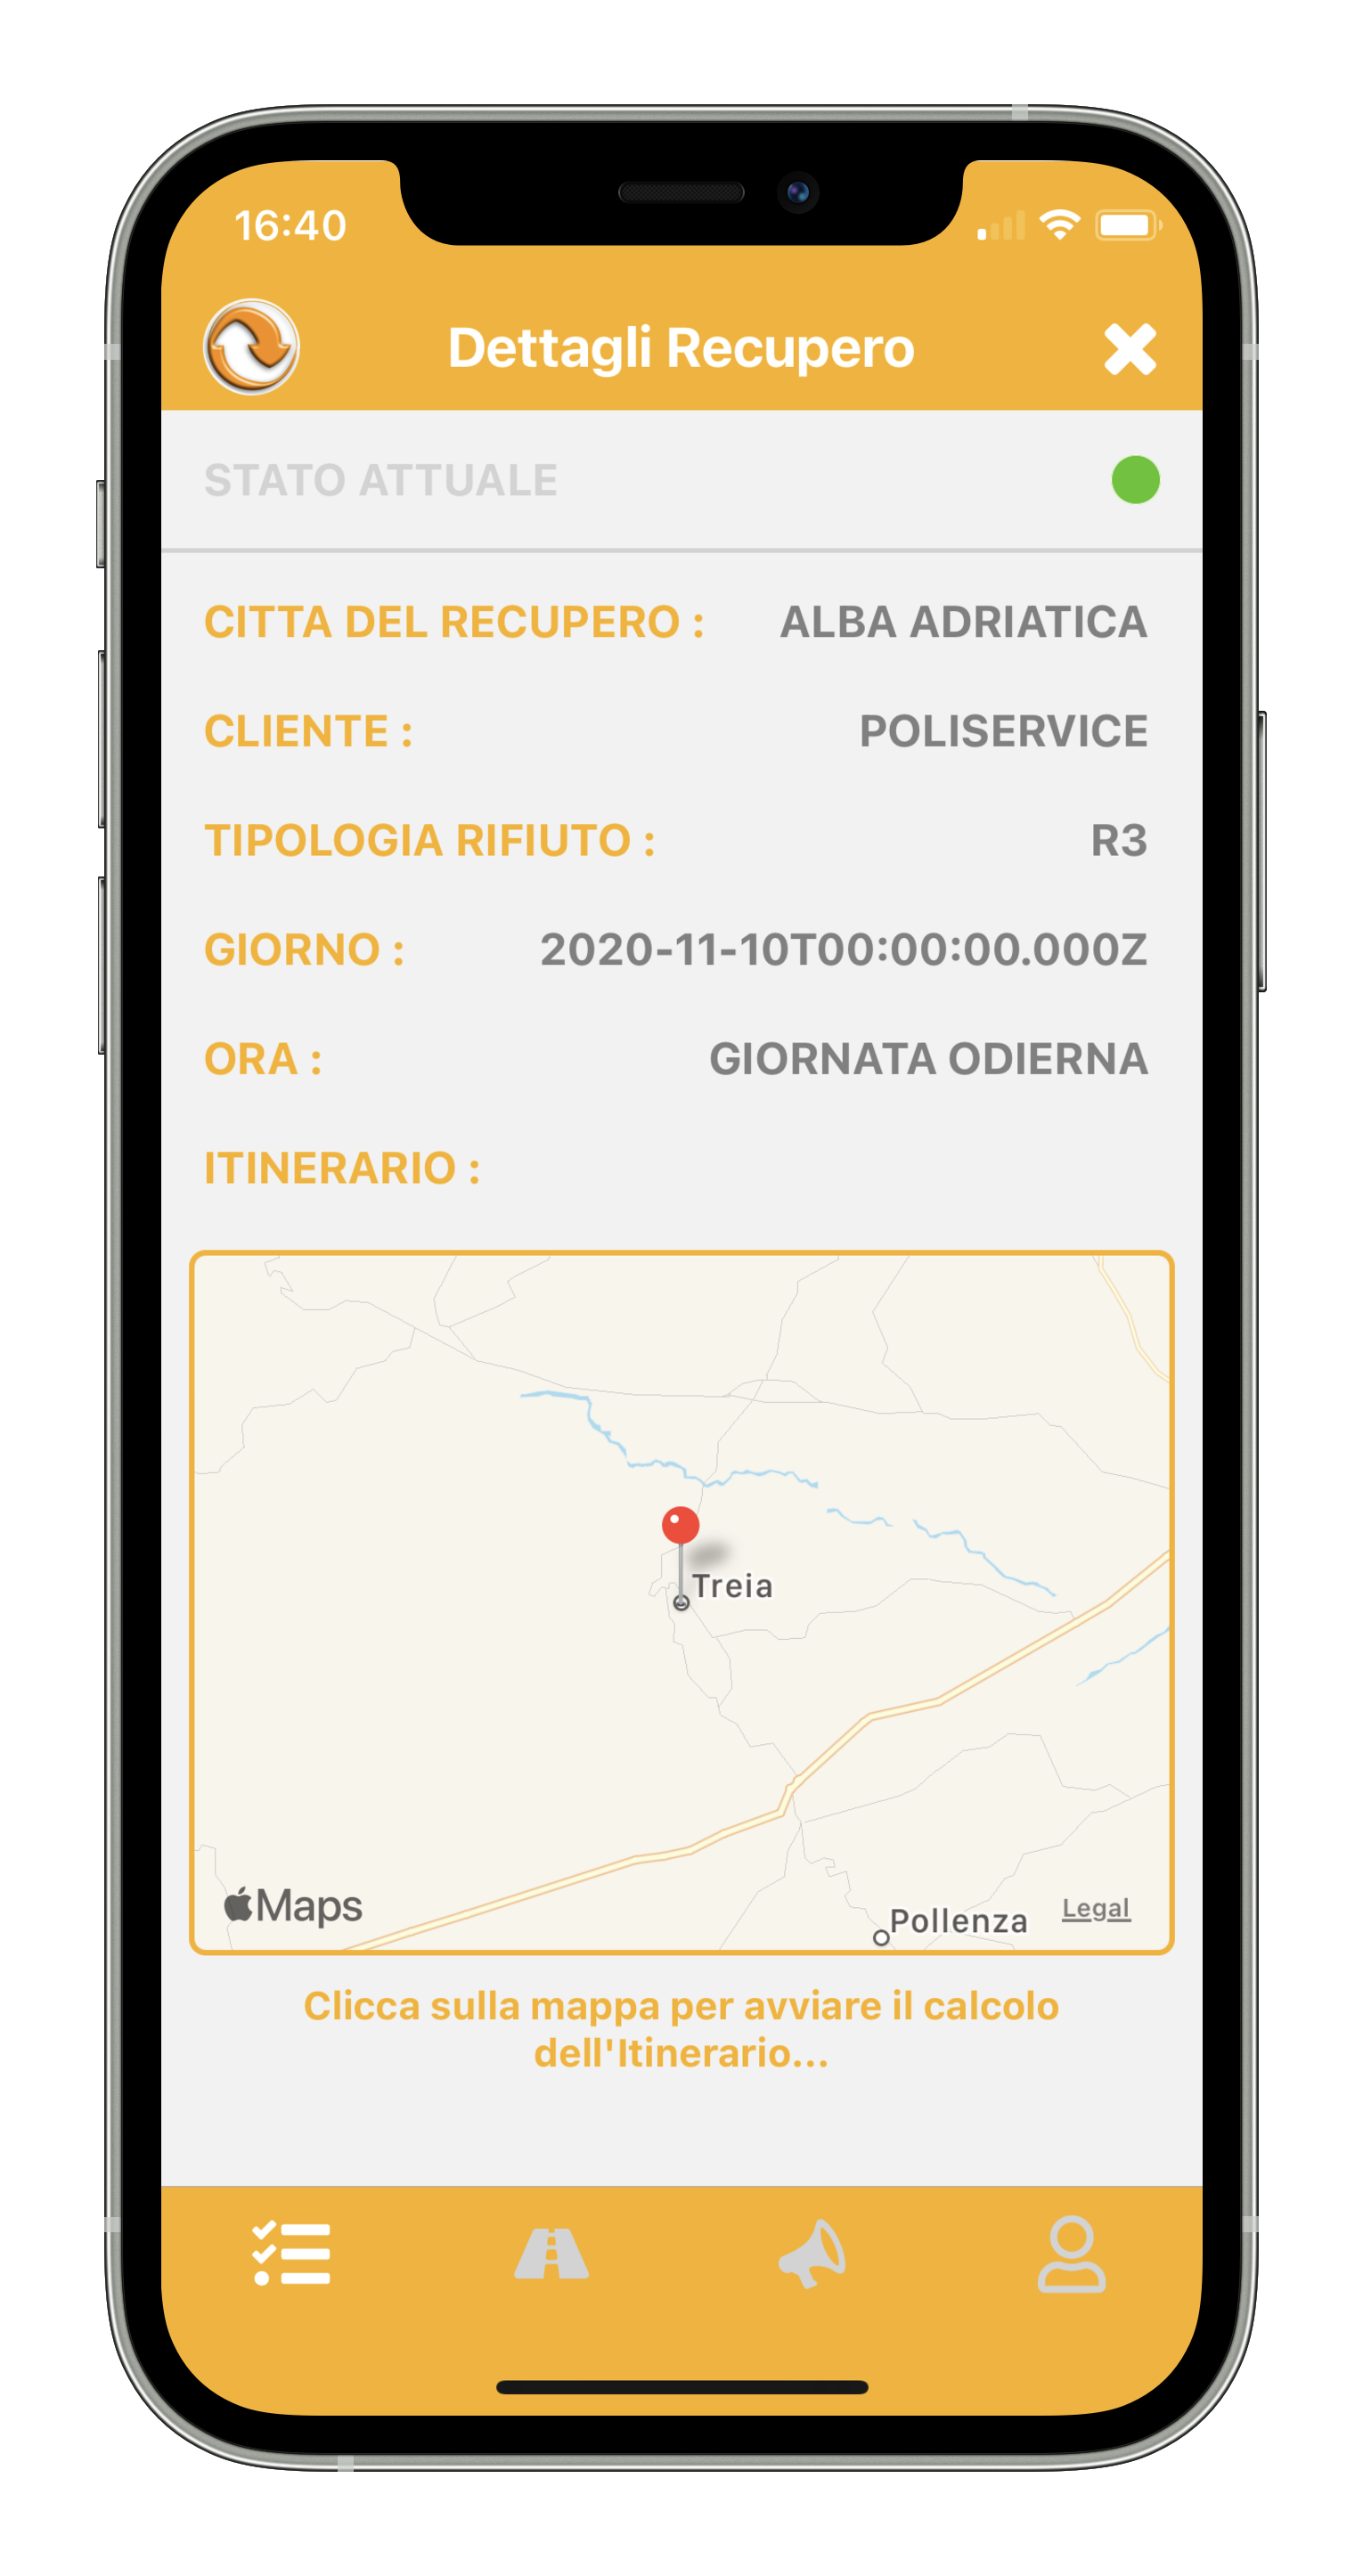 16:40
Dettagli Recupero
STATO ATTUALE
CITTA DEL RECUPERO : ALBA ADRIATICA
CLIENTE : POLISERVICE
TIPOLOGIA RIFIUTO : R3
GIORNO : 2020-11-10T00:00:00.000Z
ORA : GIORNATA ODIERNA
ITINERARIO :
Treia
Pollenza
Maps
Legal
Clicca sulla mappa per avviare il calcolo
dell'Itinerario...